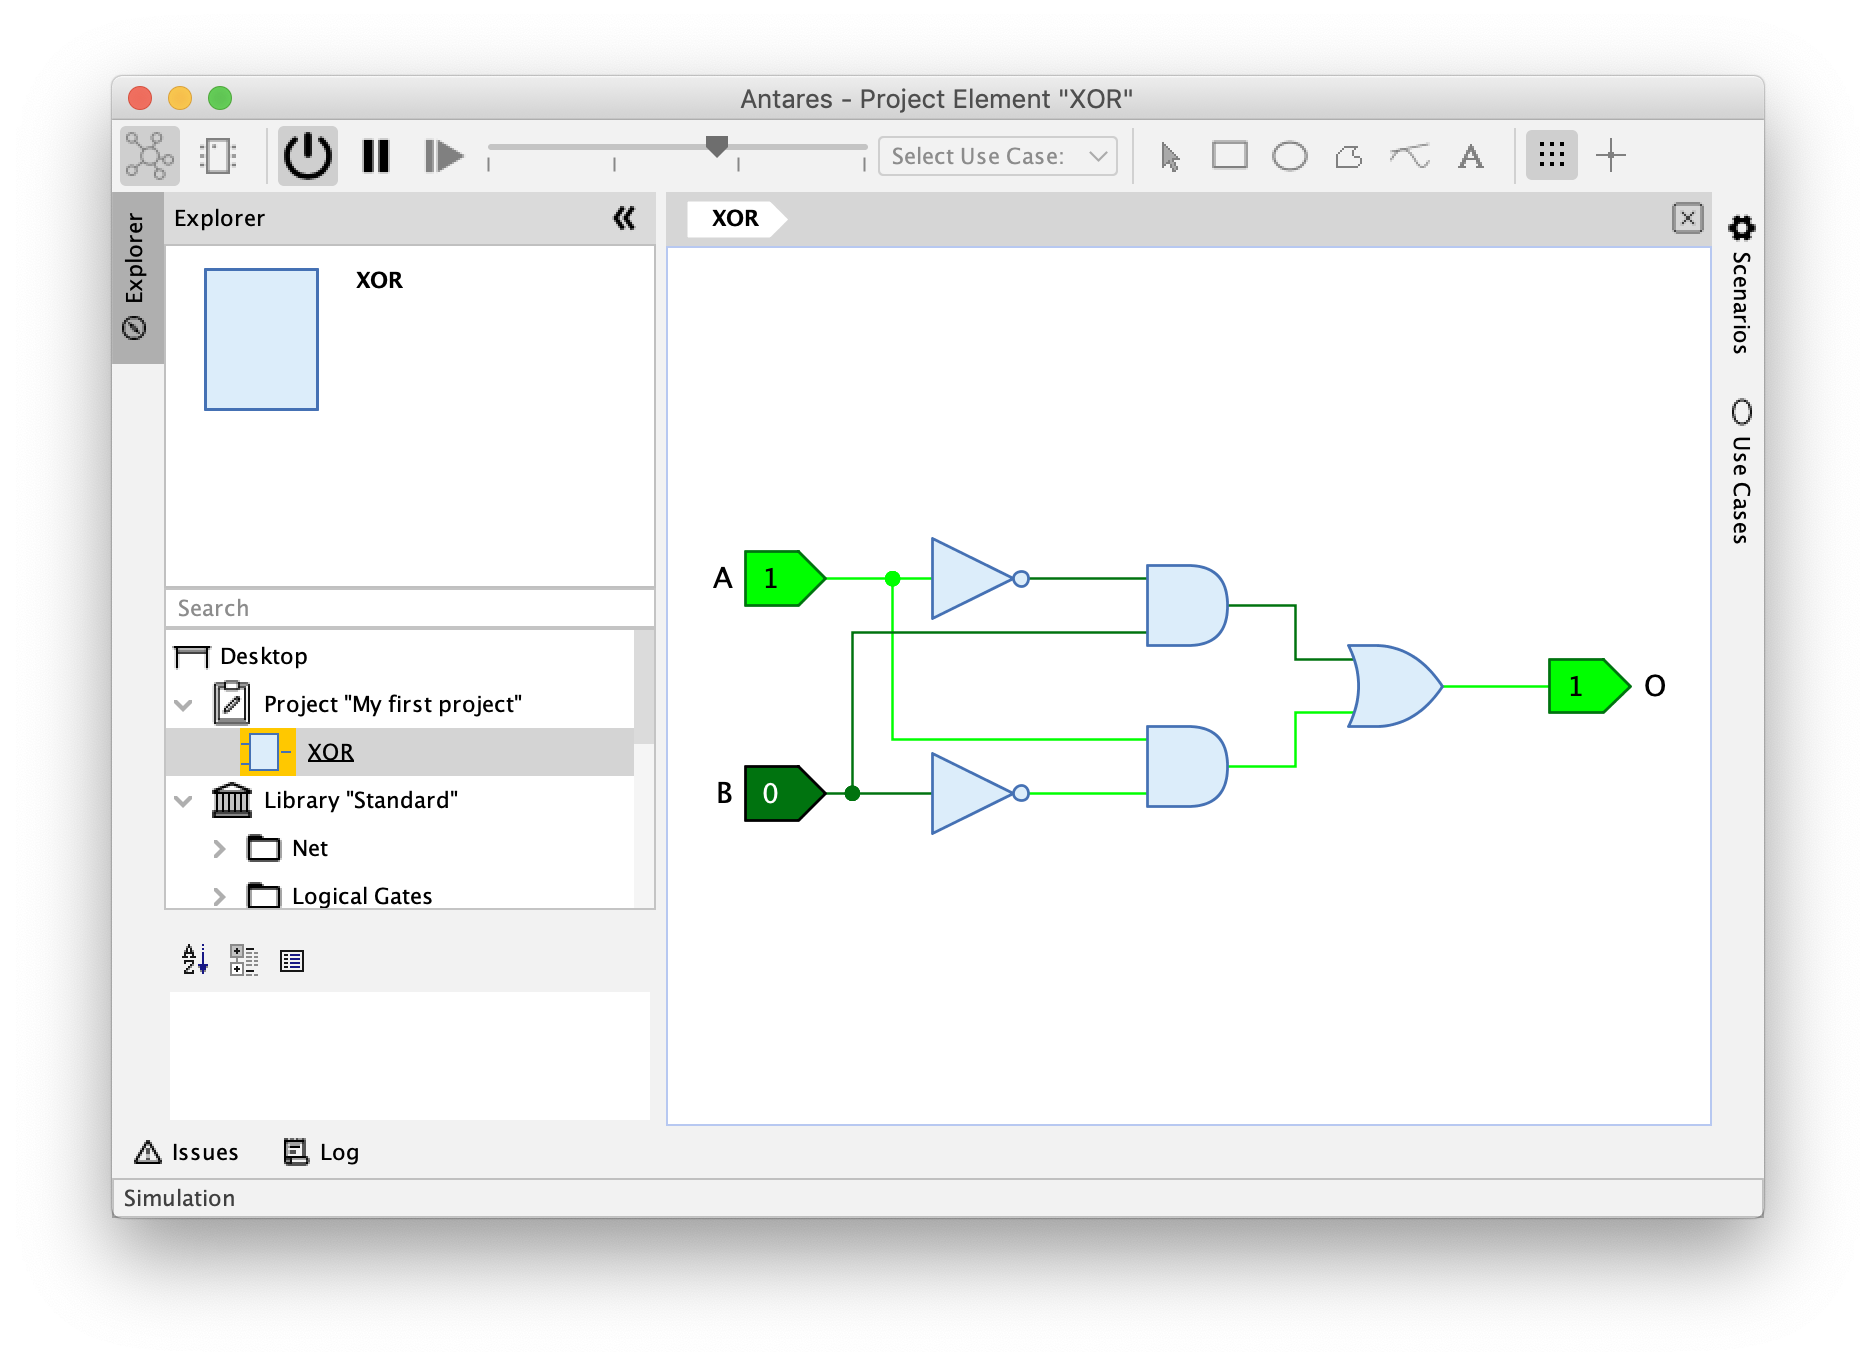 Antares - Project Element "XOR"
Select Use Case:
A
Explorer
Explorer
XOR
XOR
Search
Desktop
Project "My first project"
XOR
Library "Standard"
Net
Logical Gates
A
Z
A
1
B
0
1
O
Scenarios
Use Cases
Issues
Log
Simulation